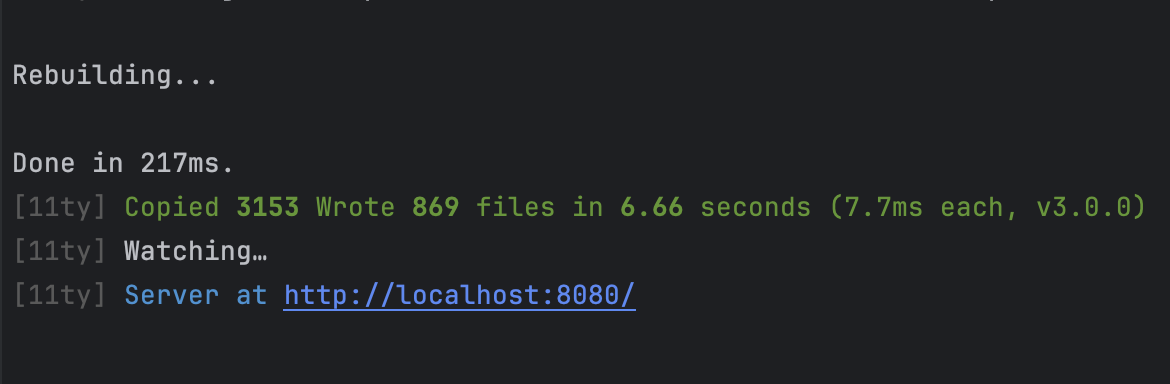 Rebuilding...
Done in 217ms.
[11ty] Copied 3153 Wrote 869 files in 6.66 seconds (7.7ms each, v3.0.0)
[11ty] Watching…
[11ty] Server at http://localhost:8080/